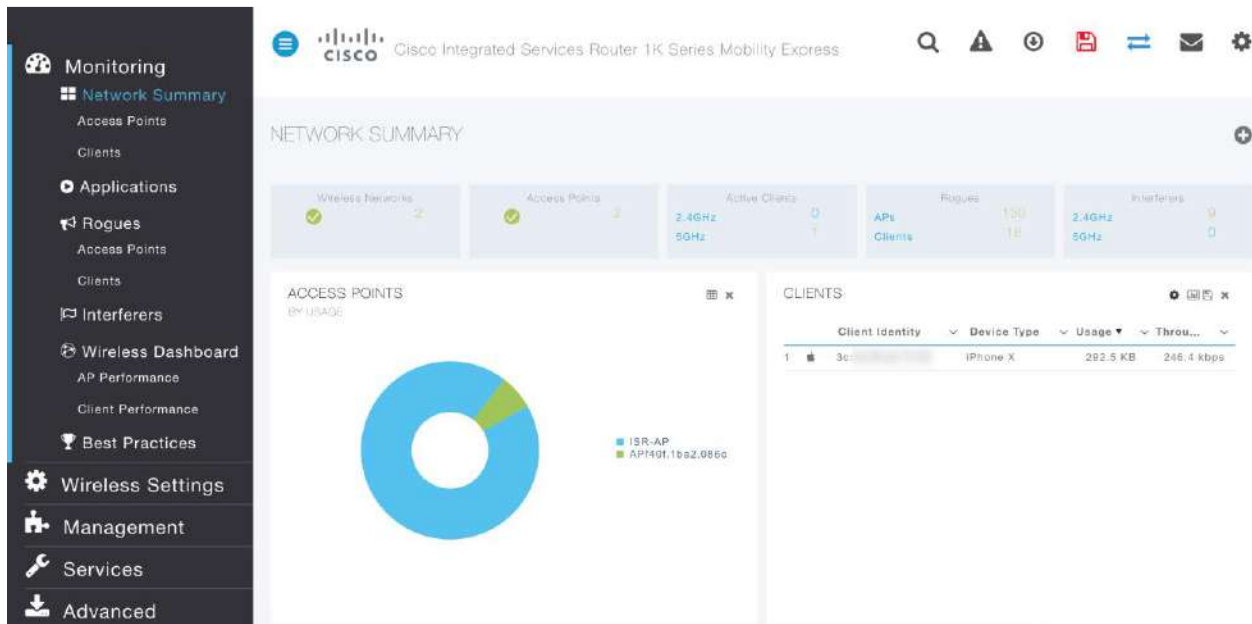 Monitoring
Network Summary
Access Points
Clients
Applications
Rogues
Access Points
Clients
Interferers
Wireless Dashboard
AP Performance
Client Performance
Best Practices
Wireless Settings
Management
Services
Advanced
CISCO Cisco Integrated Services Router 1K Series Mobility Express
NETWORK SUMMARY
Wireless Networks
2
Access Points
2
Active Clients
2.4GHz 0
5GHz 1
Rogues
APs
Clients
Interferers
2.4GHz 9
5GHz 0
ACCESS POINTS
BY USAGE
ISR-AP
CLIENTS
Client Identity Device Type Usage Throu...
1 3c: iPhone X 292.5 KB 246.4 kbps